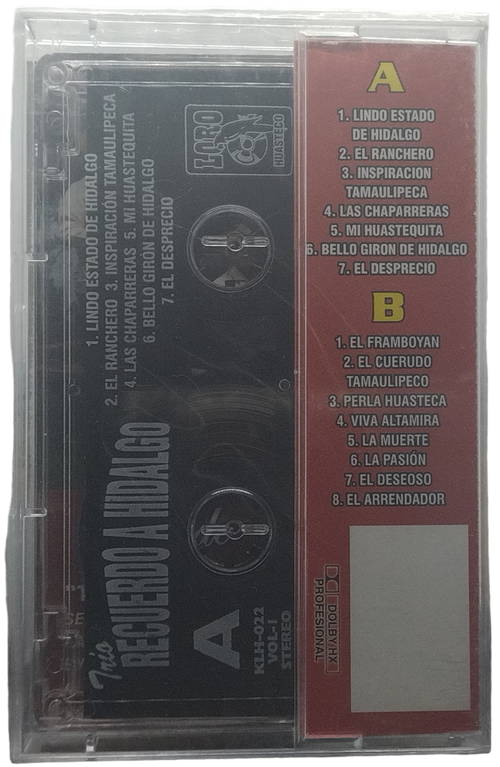 A
1. LINDO ESTADO
DE HIDALGO
2. EL RANCHERO
3. INSPIRACION
TAMAULIPECA
4. LAS CHAPARRERAS
5. MI HUASTEQUITA
6. BELLO GIRON DE HIDALGO
7. EL DESPRECIO
B
1. EL FRAMBOYAN
2. EL CUERUDO
TAMAULIPECO
3. PERLA HUASTECA
4. VIVA ALTAMIRA
5. LA MUERTE
6. LA PASIÓN
7. EL DESEOSO
8. EL ARRENDADOR
DOLBY HX
PROFESIONAL
LORO
HUASTECO
1. LINDO ESTADO DE HIDALGO
2. EL RANCHERO 3. INSPIRACIÓN TAMAULIPECA
4. LAS CHAPARRERAS 5. MI HUASTEQUITA
6. BELLO GIRÓN DE HIDALGO
7. EL DESPRECIO
Trío
RECUERDO A HIDALGO
A
KLH-022
VOL-I
STEREO